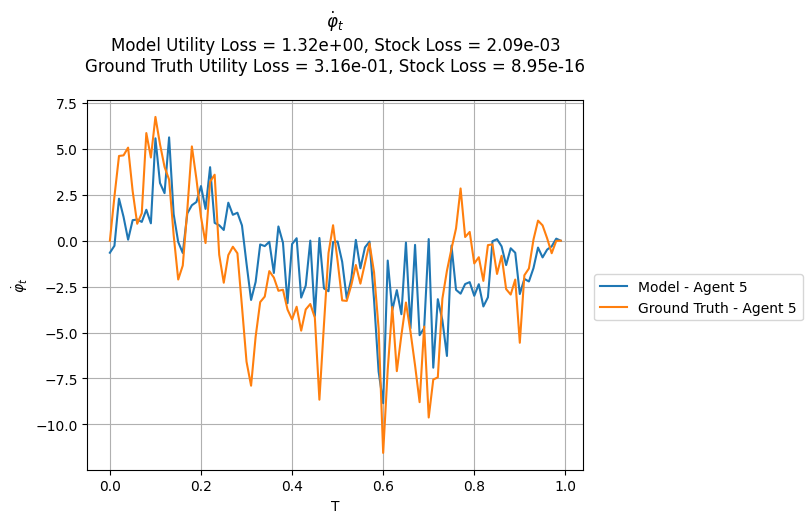 φ̇ₜ
Model Utility Loss = 1.32e+00, Stock Loss = 2.09e-03
Ground Truth Utility Loss = 3.16e-01, Stock Loss = 8.95e-16
7.5
5.0
2.5
0.0
−2.5
−5.0
−7.5
−10.0
φ̇ₜ
0.0
0.2
0.4
0.6
0.8
1.0
T
Model - Agent 5
Ground Truth - Agent 5